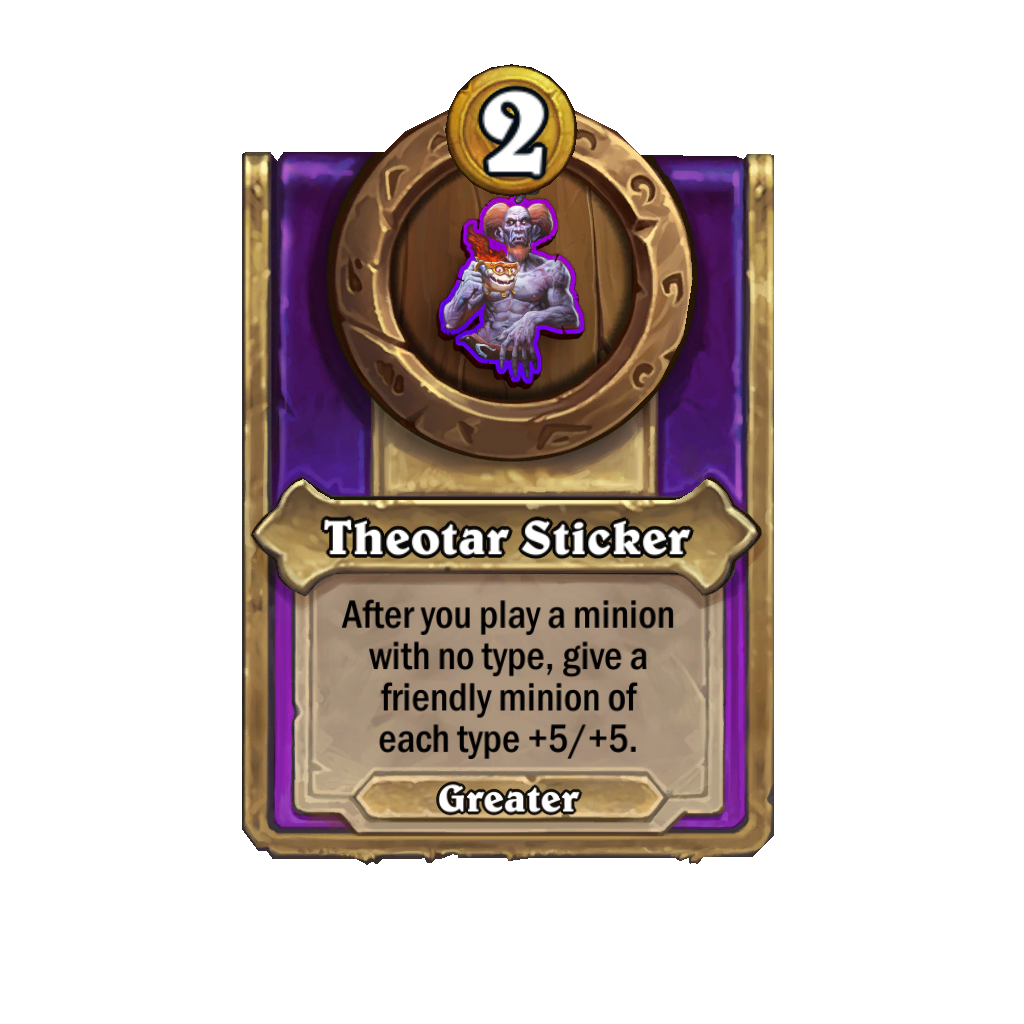 2
Theotar Sticker
After you play a minion
with no type, give a
friendly minion of
each type +5/+5.
Greater